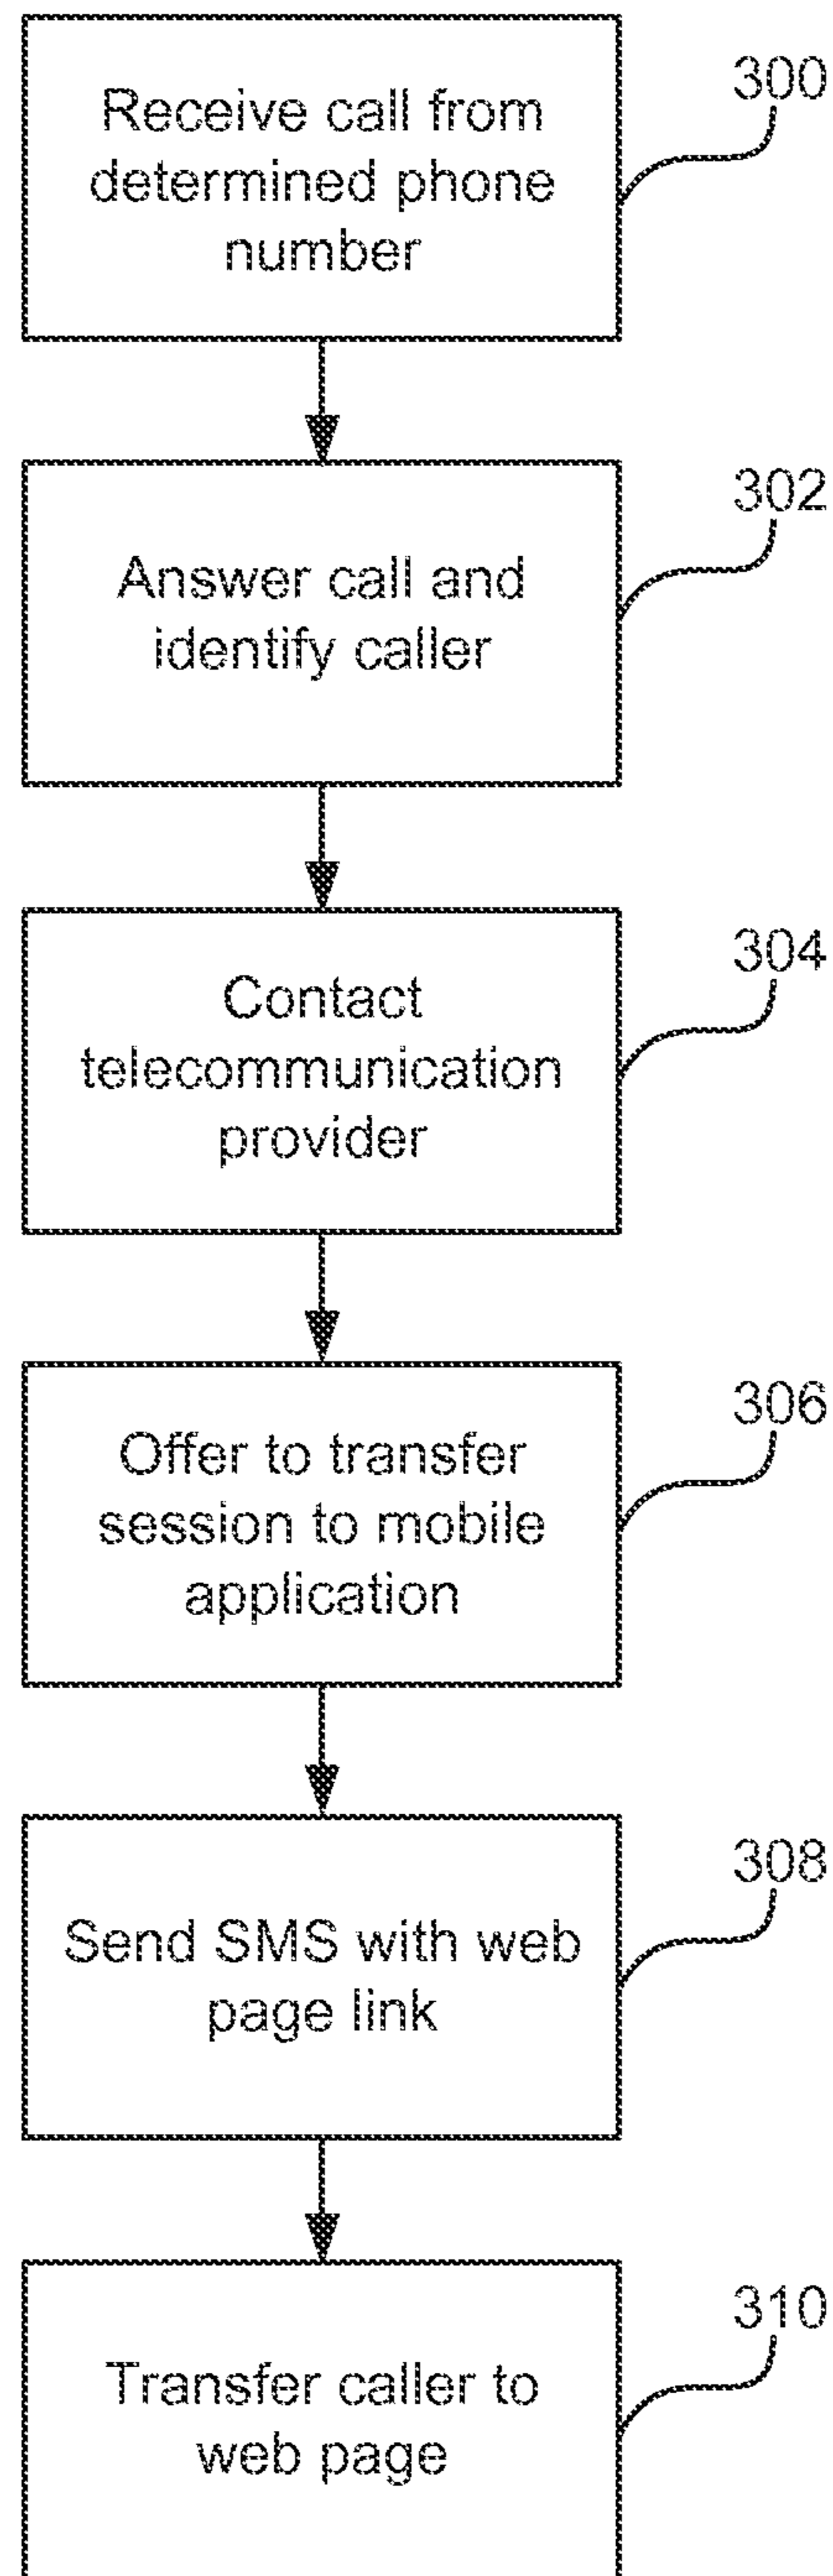 Receive call from
determined phone
number
300
Answer call and
identify caller
302
Contact
telecommunication
provider
304
Offer to transfer
session to mobile
application
306
Send SMS with web
page link
308
Transfer caller to
web page
310